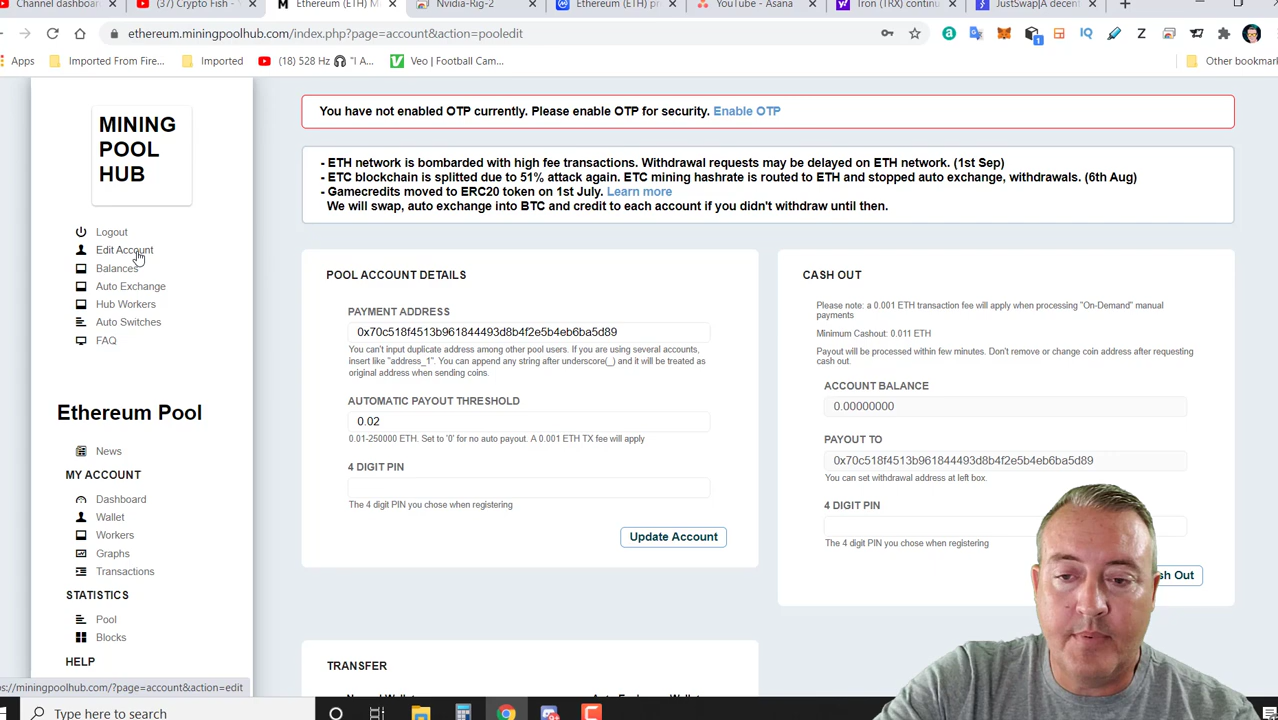 Channel dashboard
(37) Crypto Fish - Y
Ethereum (ETH) M
Nvidia-Rig-2
Ethereum (ETH) pr
YouTube - Asana
Iron (TRX) continu
JustSwap|A decent
ethereum.miningpoolhub.com/index.php?page=account&action=pooledit
Apps
Imported From Fire...
Imported
(18) 528 Hz
"I A...
Veo | Football Cam...
Other bookmar
MINING
POOL
HUB
Logout
Edit Account
Balances
Auto Exchange
Hub Workers
Auto Switches
FAQ
Ethereum Pool
News
MY ACCOUNT
Dashboard
Wallet
Workers
Graphs
Transactions
STATISTICS
Pool
Blocks
HELP
You have not enabled OTP currently. Please enable OTP for security. Enable OTP
- ETH network is bombarded with high fee transactions. Withdrawal requests may be delayed on ETH network. (1st Sep)
- ETC blockchain is splitted due to 51% attack again. ETC mining hashrate is routed to ETH and stopped auto exchange, withdrawals. (6th Aug)
- Gamecredits moved to ERC20 token on 1st July. Learn more
We will swap, auto exchange into BTC and credit to each account if you didn't withdraw until then.
POOL ACCOUNT DETAILS
PAYMENT ADDRESS
0x70c518f4513b961844493d8b4f2e5b4eb6ba5d89
You can't input duplicate address among other pool users. If you are using several accounts,
insert like "address_1". You can append any string after underscore(_) and it will be treated as
original address when sending coins.
AUTOMATIC PAYOUT THRESHOLD
0.02
0.01-250000 ETH. Set to '0' for no auto payout. A 0.001 ETH TX fee will apply
4 DIGIT PIN
The 4 digit PIN you chose when registering
Update Account
CASH OUT
Please note: a 0.001 ETH transaction fee will apply when processing "On-Demand" manual
payments
Minimum Cashout: 0.011 ETH
Payout will be processed within few minutes. Don't remove or change coin address after requesting
cash out.
ACCOUNT BALANCE
0.00000000
PAYOUT TO
0x70c518f4513b961844493d8b4f2e5b4eb6ba5d89
You can set withdrawal address at left box.
4 DIGIT PIN
The 4 digit PIN you chose when registering
sh Out
TRANSFER
s://miningpoolhub.com/?page=account&action=edit
Type here to search